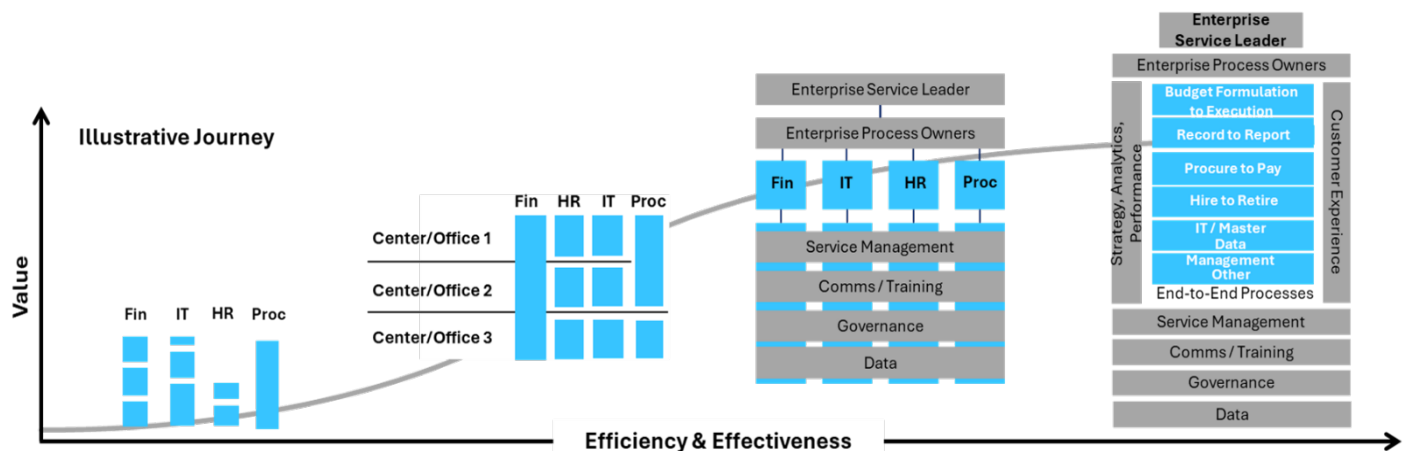 Illustrative Journey
Value
Efficiency & Effectiveness
Fin IT HR Proc
Fin HR IT Proc
Center/Office 1
Center/Office 2
Center/Office 3
Enterprise Service Leader
Enterprise Process Owners
Fin IT HR Proc
Service Management
Comms / Training
Governance
Data
Enterprise
Service Leader
Enterprise Process Owners
Strategy, Analytics,
Performance
Budget Formulation
to Execution
Record to Report
Procure to Pay
Hire to Retire
IT / Master
Data
Management
Other
End-to-End Processes
Customer Experience
Service Management
Comms / Training
Governance
Data